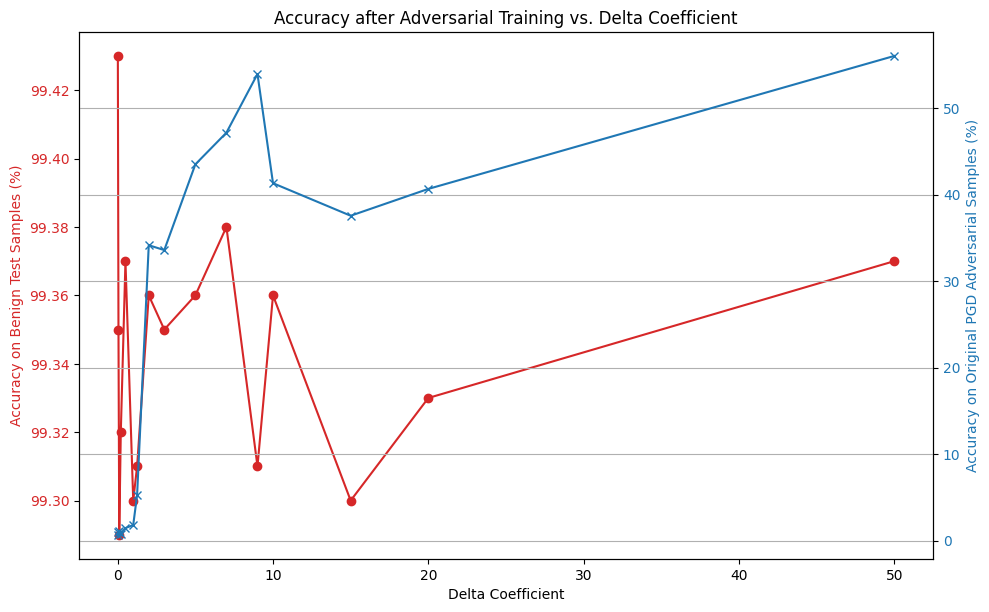 Accuracy after Adversarial Training vs. Delta Coefficient
Accuracy on Benign Test Samples (%)
99.42
99.40
99.38
99.36
99.34
99.32
99.30
50
40
30
20
10
0
Accuracy on Original PGD Adversarial Samples (%)
0 10 20 30 40 50
Delta Coefficient